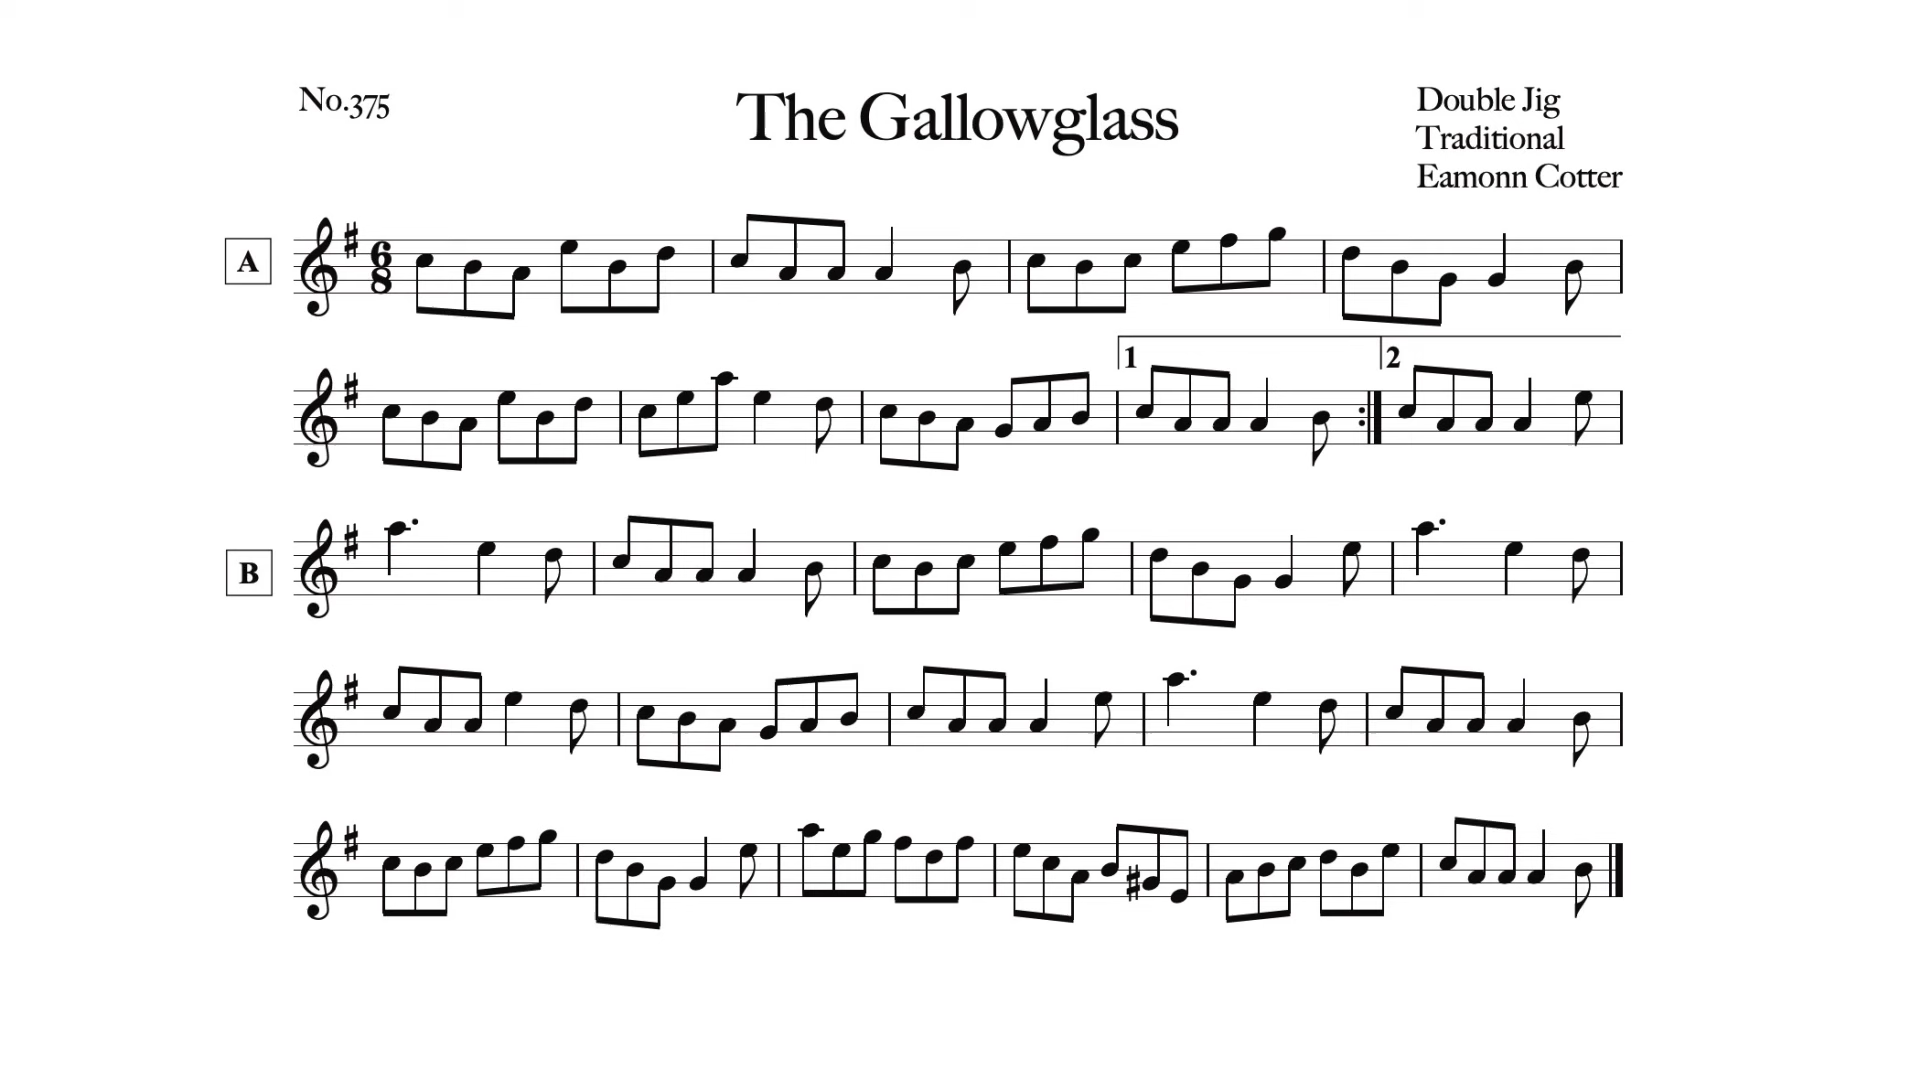 No.375
The Gallowglass
Double Jig
Traditional
Eamonn Cotter
A
6
8
1
2
B